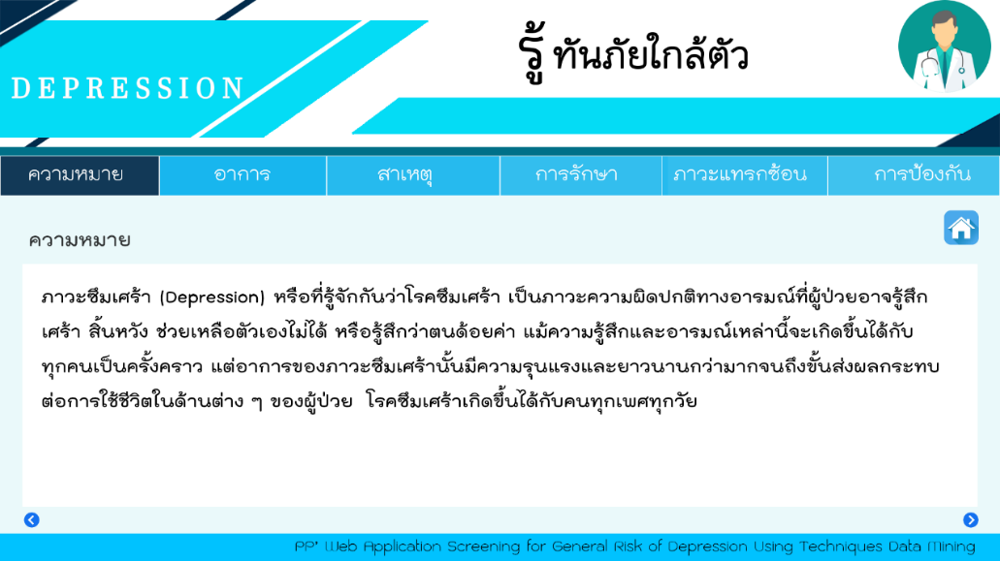 DEPRESSION
รู้ ทันภัยใกล้ตัว
ความหมาย อาการ สาเหตุ การรักษา ภาวะแทรกซ้อน การป้องกัน
ความหมาย
ภาวะซึมเศร้า (Depression) หรือที่รู้จักกันว่าโรคซึมเศร้า เป็นภาวะความผิดปกติทางอารมณ์ที่ผู้ป่วยอาจรู้สึก
เศร้า สิ้นหวัง ช่วยเหลือตัวเองไม่ได้ หรือรู้สึกว่าตนด้อยค่า แม้ความรู้สึกและอารมณ์เหล่านี้จะเกิดขึ้นได้กับ
ทุกคนเป็นครั้งคราว แต่อาการของภาวะซึมเศร้านั้นมีความรุนแรงและยาวนานกว่ามากจนถึงขั้นส่งผลกระทบ
ต่อการใช้ชีวิตในด้านต่าง ๆ ของผู้ป่วย โรคซึมเศร้าเกิดขึ้นได้กับคนทุกเพศทุกวัย
PP' Web Application Screening for General Risk of Depression Using Techniques Data Mining